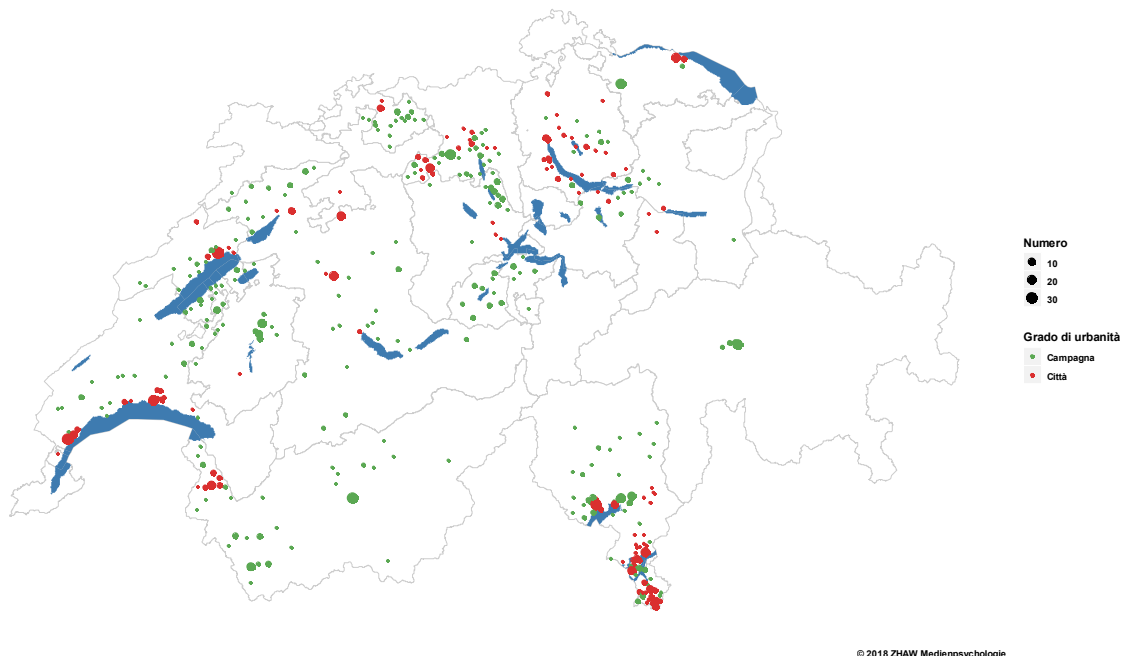 Numero
10
20
30
Grado di urbanità
Campagna
Città
© 2018 ZHAW Medienpsychologie